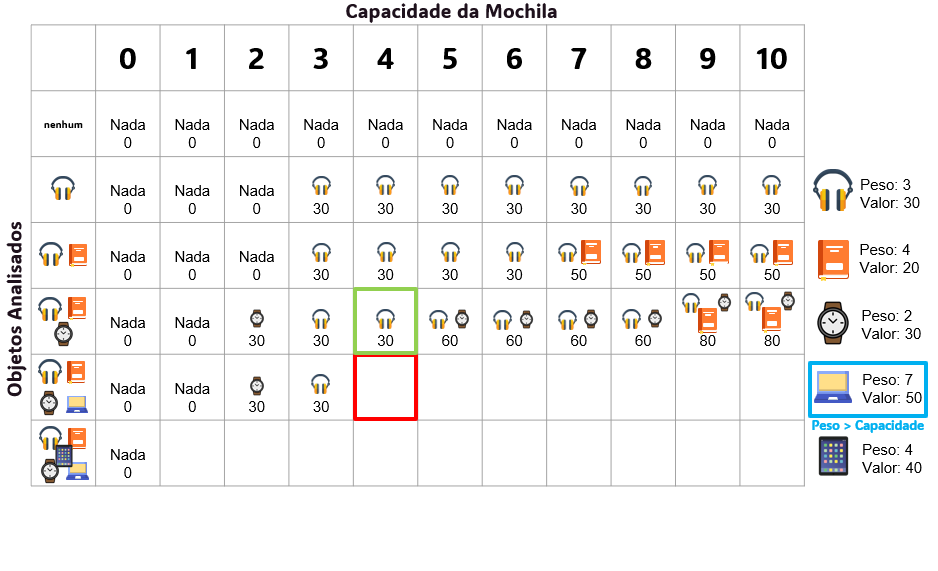 Capacidade da Mochila
0 1 2 3 4 5 6 7 8 9 10
Objetos Analisados
nenhum
Nada Nada Nada Nada Nada Nada Nada Nada Nada Nada Nada
0 0 0 0 0 0 0 0 0 0 0
Nada Nada Nada
0 0 0 30 30 30 30 30 30 30 30
Peso: 3
Valor: 30
Nada Nada Nada
0 0 0 30 30 30 30 50 50 50 50
Peso: 4
Valor: 20
Nada Nada
0 0 30 30 30 60 60 60 60 80 80
Peso: 2
Valor: 30
Nada Nada
0 0 30 30
Peso: 7
Valor: 50
Peso > Capacidade
Nada
0
Peso: 4
Valor: 40